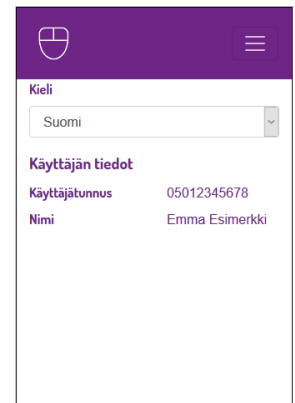 Kieli
Suomi
Käyttäjän tiedot
Käyttäjätunnus 05012345678
Nimi Emma Esimerkki